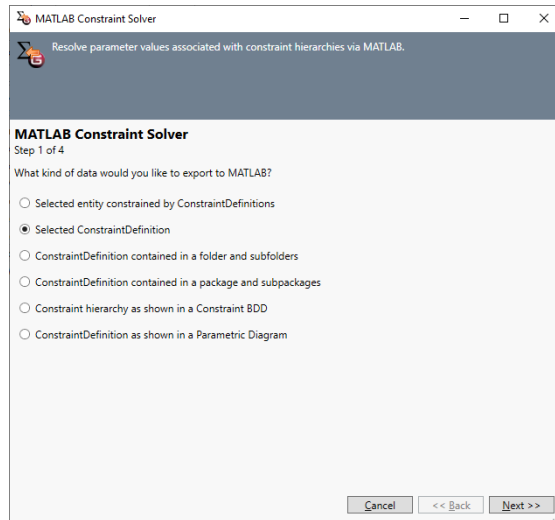 MATLAB Constraint Solver
Resolve parameter values associated with constraint hierarchies via MATLAB.
MATLAB Constraint Solver
Step 1 of 4
What kind of data would you like to export to MATLAB?
Selected entity constrained by ConstraintDefinitions
Selected ConstraintDefinition
ConstraintDefinition contained in a folder and subfolders
ConstraintDefinition contained in a package and subpackages
Constraint hierarchy as shown in a Constraint BDD
ConstraintDefinition as shown in a Parametric Diagram
Cancel << Back Next >>